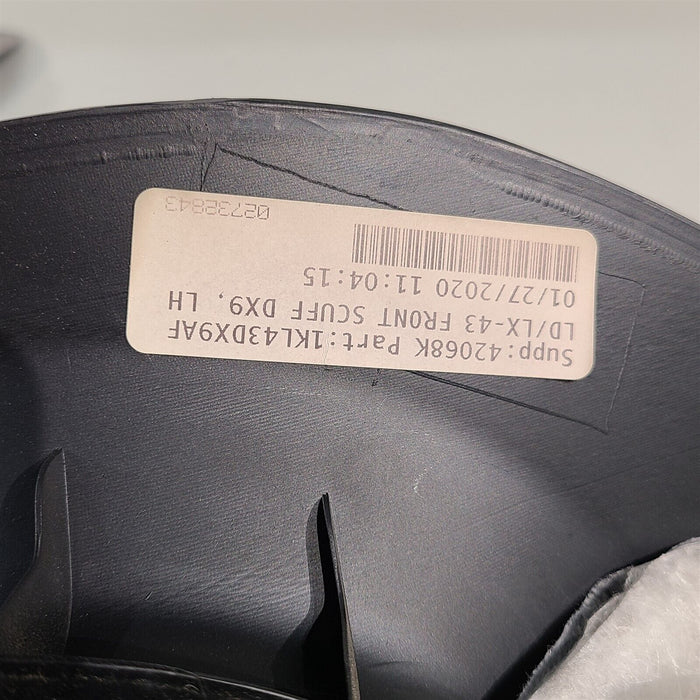 Supp:42068K Part:1KL43DX9AF
LD/LX-43 FRONT SCUFF DX9, LH
01/27/2020 11:04:15
02732843